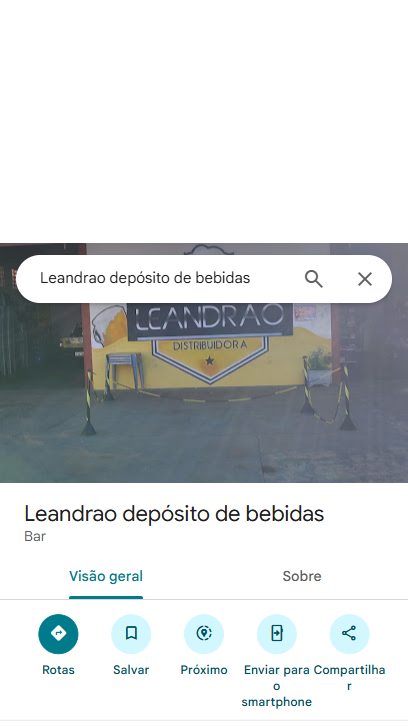 Leandrao depósito de bebidas
LEANDRAO
DISTRIBUIDORA
Leandrao depósito de bebidas
Bar
Visão geral
Sobre
Rotas
Salvar
Próximo
Enviar para
o
smartphone
Compartilha
r